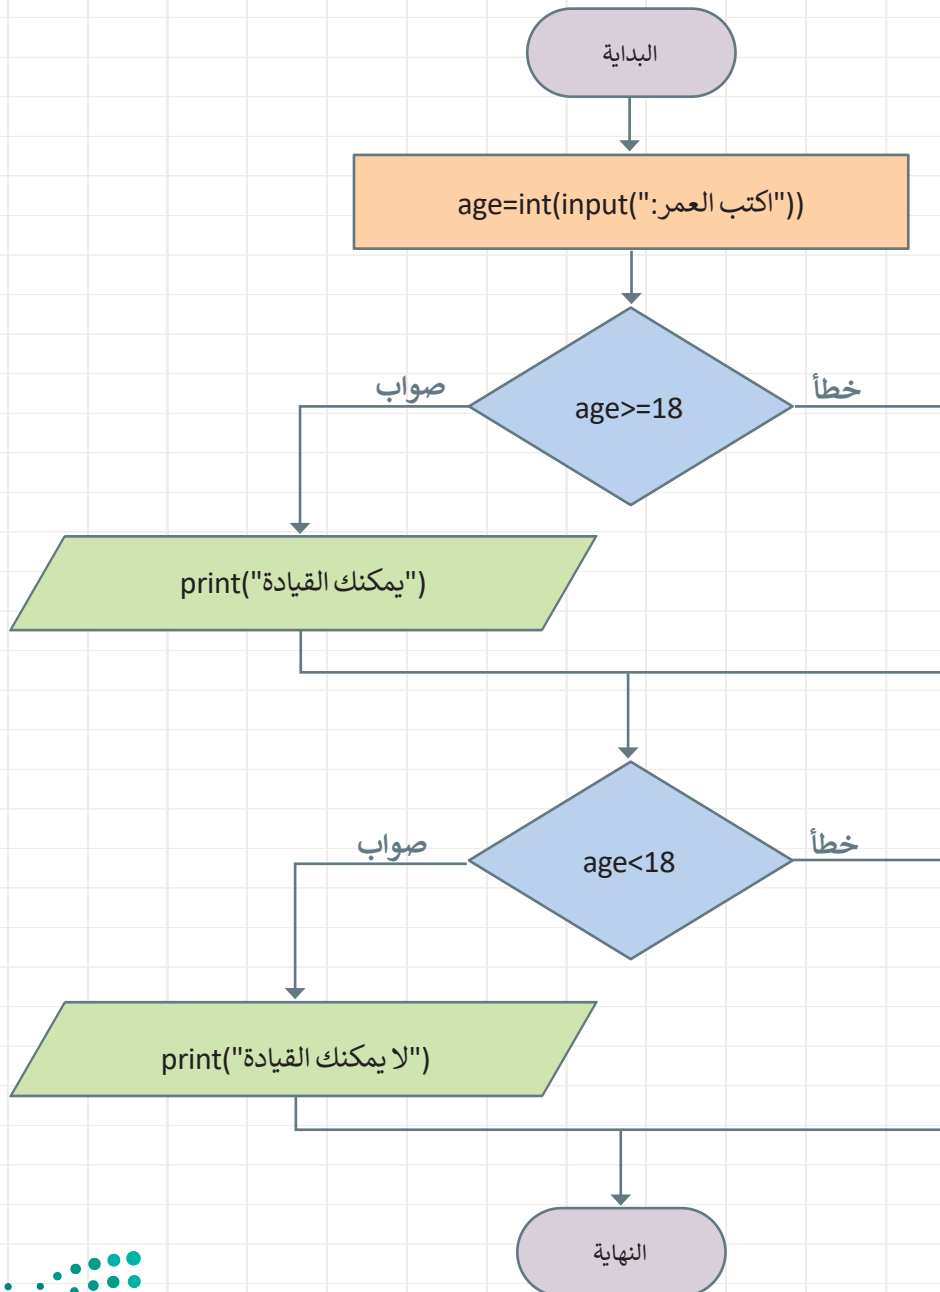 البداية
age=int(input("اكتب العمر:"))
age>=18
صواب
خطأ
print("يمكنك القيادة")
age<18
صواب
خطأ
print("لا يمكنك القيادة")
النهاية